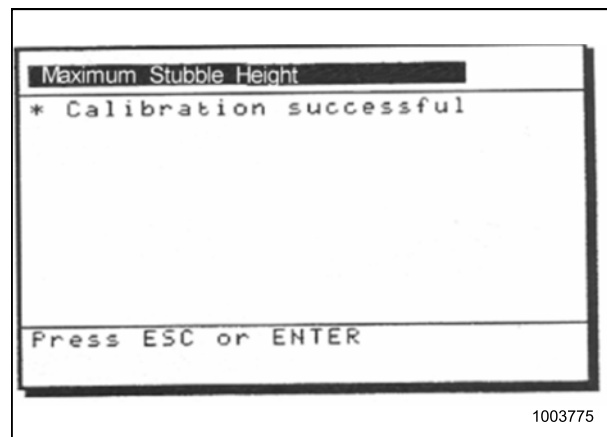 Maximum Stubble Height
* Calibration successful
Press ESC or ENTER
1003775